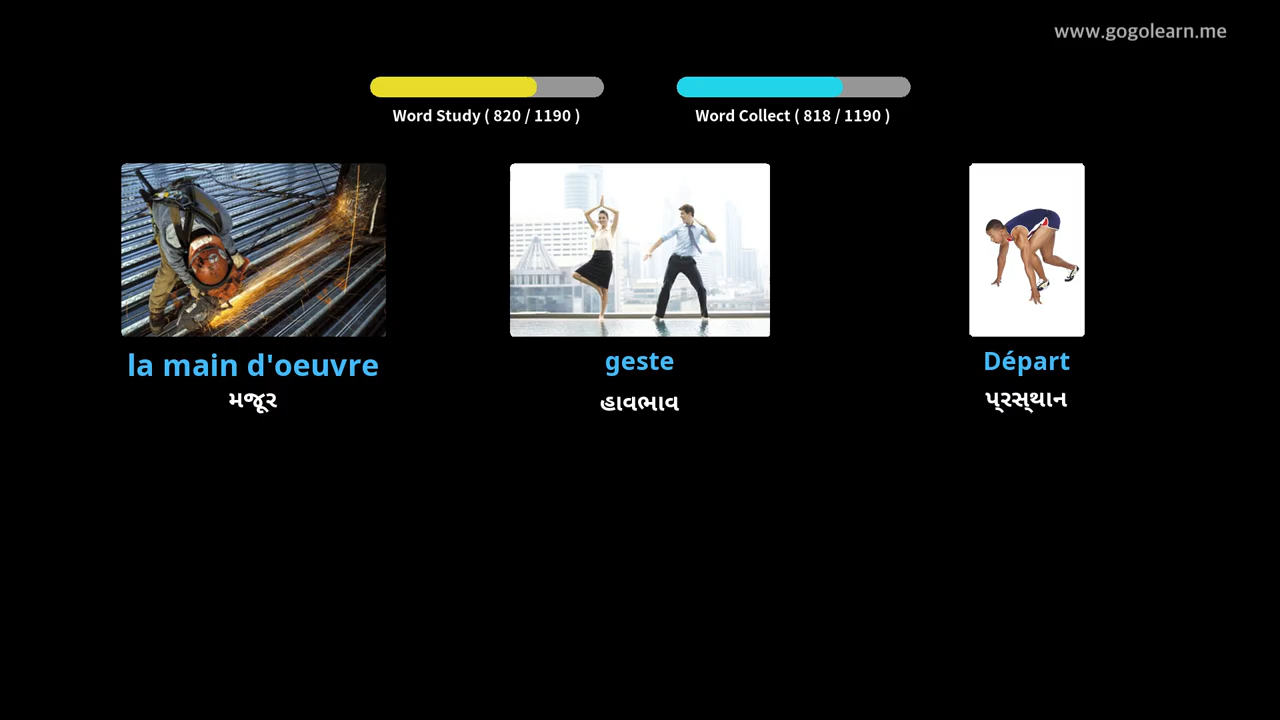 www.gogolearn.me
Word Study ( 820 / 1190 )
Word Collect ( 818 / 1190 )
la main d'oeuvre
મજૂર
geste
હાવભાવ
Départ
પ્રસ્થાન